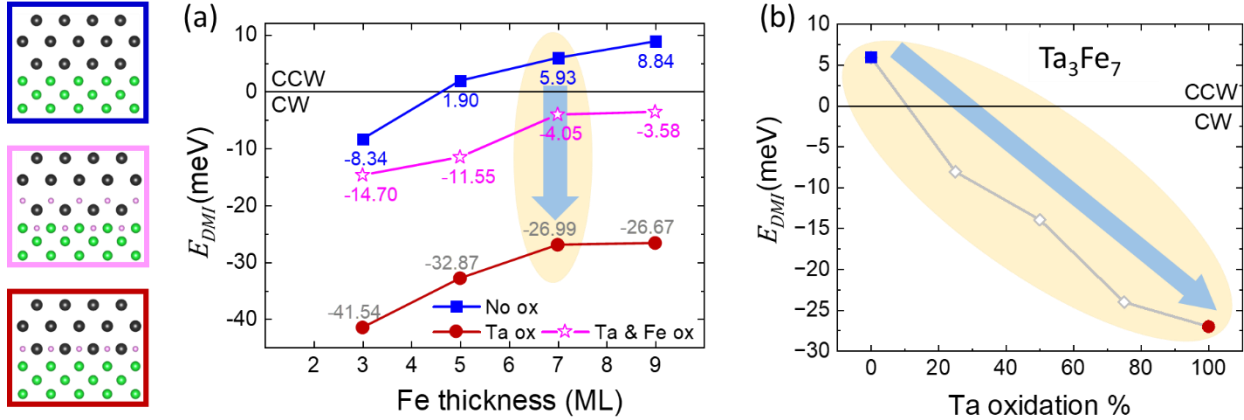 (a)
10
0
-10
-20
-30
-40
E_DMI(meV)
CCW
CW
-8.34
1.90
5.93
8.84
-14.70
-11.55
-4.05
-3.58
-41.54
-32.87
-26.99
-26.67
No ox
Ta ox
Ta & Fe ox
2 3 4 5 6 7 8 9
Fe thickness (ML)
(b)
10
5
0
−5
−10
−15
−20
−25
−30
E_DMI(meV)
Ta₃Fe₇
CCW
CW
0 20 40 60 80 100
Ta oxidation %